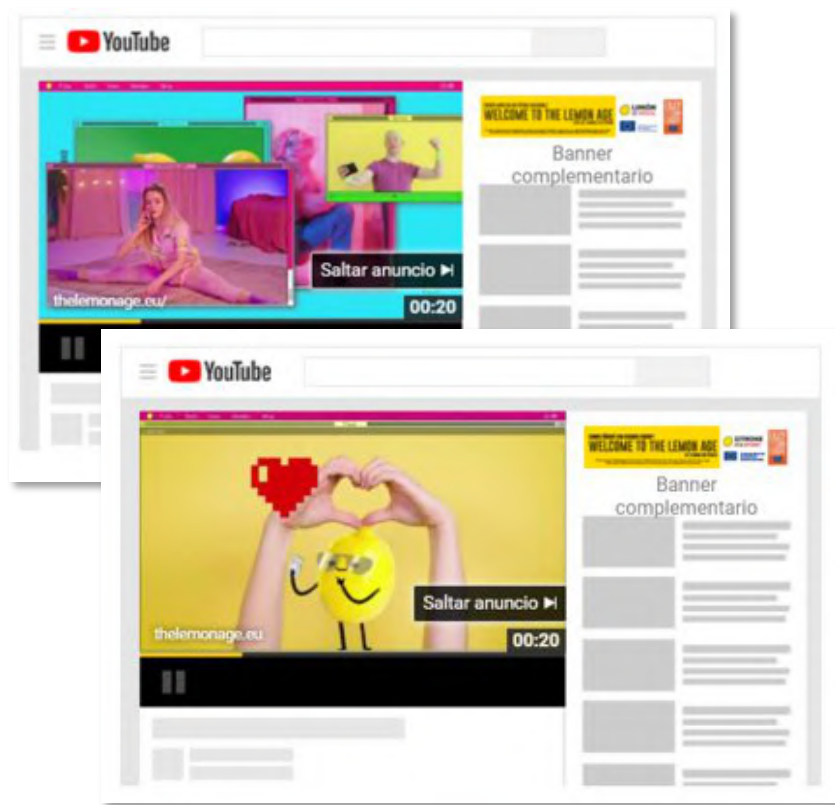 YouTube
WELCOME TO THE LEMON AGE
LIMÓN
Banner
complementario
Saltar anuncio
thelemonage.eu/
00:20
YouTube
WELCOME TO THE LEMON AGE
Banner
complementario
Saltar anuncio
thelemonage.eu
00:20